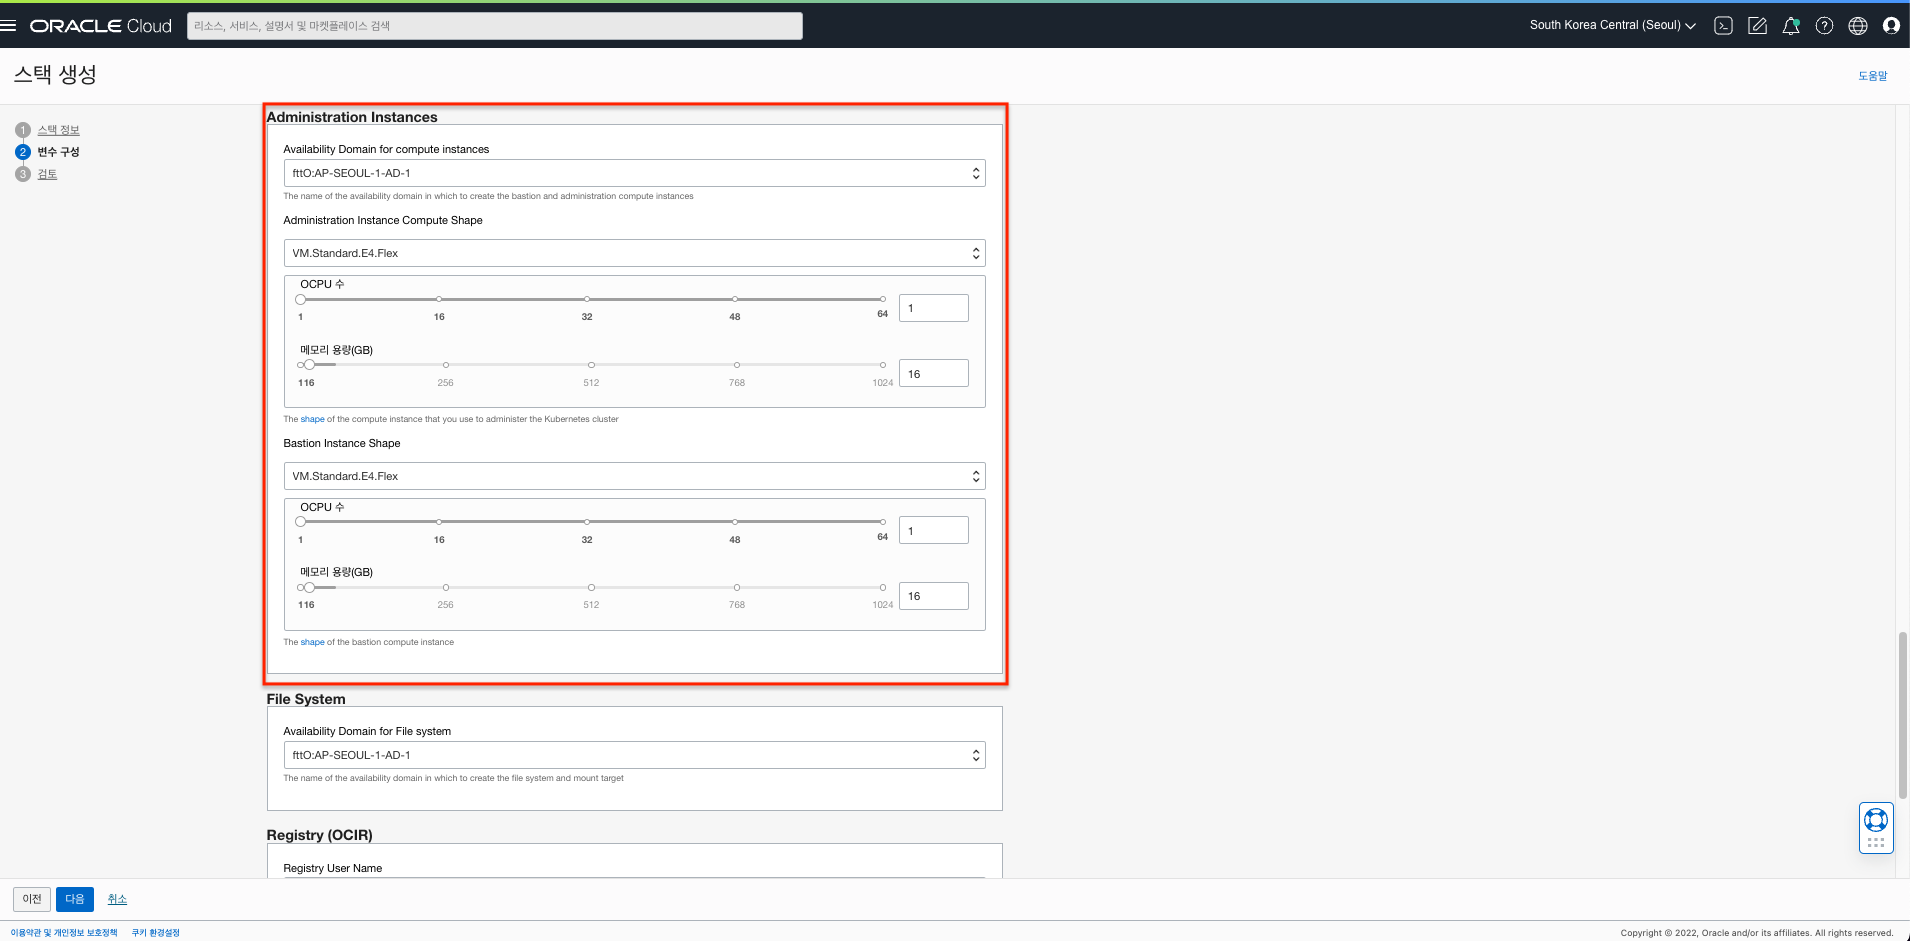 ORACLE Cloud
리소스, 서비스, 설명서 및 마켓플레이스 검색
South Korea Central (Seoul)
스택 생성
도움말
1 스택 정보
2 변수 구성
3 검토
Administration Instances
Availability Domain for compute instances
fttO:AP-SEOUL-1-AD-1
The name of the availability domain in which to create the bastion and administration compute instances
Administration Instance Compute Shape
VM.Standard.E4.Flex
OCPU 수
1 16 32 48 64
1
메모리 용량(GB)
116 256 512 768 1024
16
The shape of the compute instance that you use to administer the Kubernetes cluster
Bastion Instance Shape
VM.Standard.E4.Flex
OCPU 수
1 16 32 48 64
1
메모리 용량(GB)
116 256 512 768 1024
16
The shape of the bastion compute instance
File System
Availability Domain for File system
fttO:AP-SEOUL-1-AD-1
The name of the availability domain in which to create the file system and mount target
Registry (OCIR)
Registry User Name
이전 다음 취소
이용약관 및 개인정보 보호정책 쿠키 환경설정
Copyright © 2022, Oracle and/or its affiliates. All rights reserved.